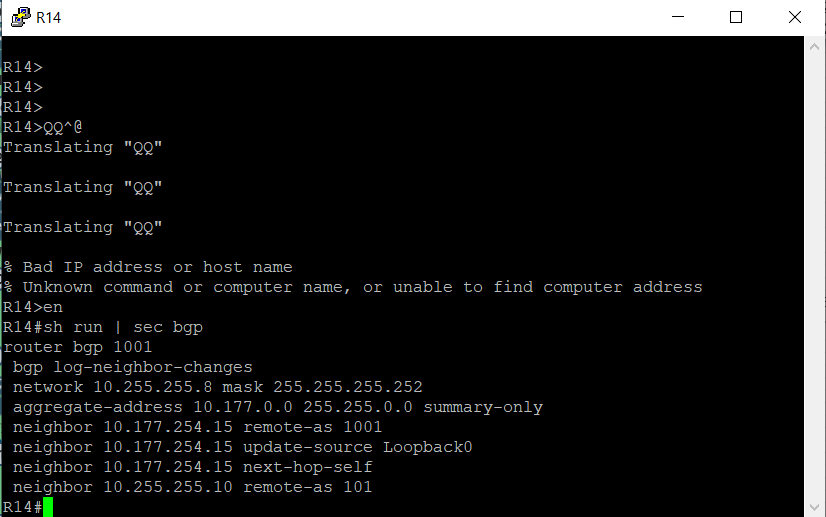 R14
R14>
R14>
R14>
R14>QQ^@
Translating "QQ"
Translating "QQ"
Translating "QQ"
% Bad IP address or host name
% Unknown command or computer name, or unable to find computer address
R14>en
R14#sh run | sec bgp
router bgp 1001
 bgp log-neighbor-changes
 network 10.255.255.8 mask 255.255.255.252
 aggregate-address 10.177.0.0 255.255.0.0 summary-only
 neighbor 10.177.254.15 remote-as 1001
 neighbor 10.177.254.15 update-source Loopback0
 neighbor 10.177.254.15 next-hop-self
 neighbor 10.255.255.10 remote-as 101
R14#